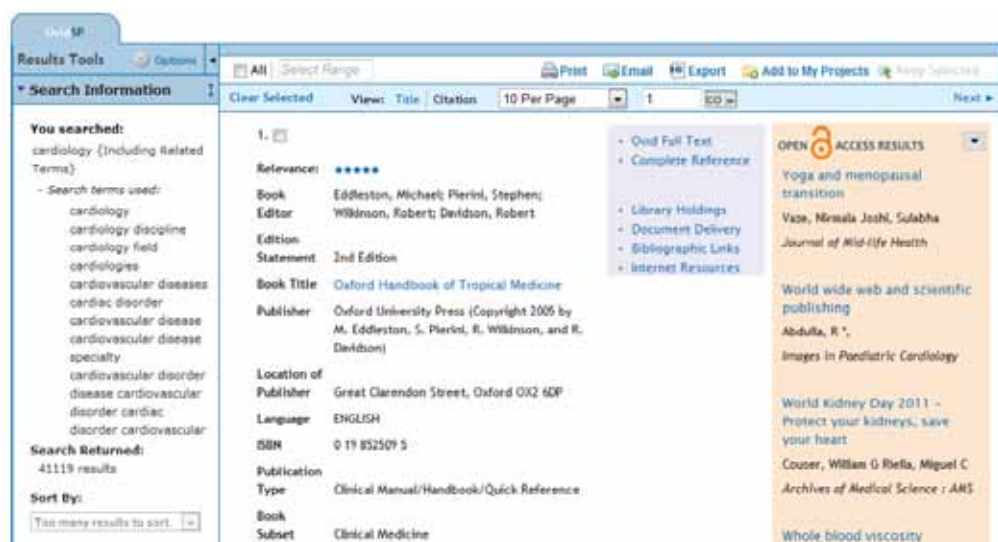 OvidSP
Results Tools
Options
Search Information
You searched:
cardiology {Including Related
Terms}
- Search terms used:
cardiology
cardiology discipline
cardiology field
cardiologies
cardiovascular diseases
cardiac disorder
cardiovascular disease
cardiovascular disease
specialty
cardiovascular disorder
disease cardiovascular
disorder cardiac
disorder cardiovascular
Search Returned:
41119 results
Sort By:
Too many results to sort.
All Select Range Print Email Export Add to My Projects Keep Selected
Clear Selected View: Title Citation 10 Per Page 1 GO Next
1.
Relevance:
Book
Editor
Eddleston, Michael; Pierini, Stephen;
Wilkinson, Robert; Davidson, Robert
Edition
Statement 2nd Edition
Book Title Oxford Handbook of Tropical Medicine
Publisher Oxford University Press (Copyright 2005 by
M. Eddleston, S. Pierini, R. Wilkinson, and R.
Davidson)
Location of
Publisher Great Clarendon Street, Oxford OX2 6DP
Language ENGLISH
ISBN 0 19 852509 5
Publication
Type Clinical Manual/Handbook/Quick Reference
Book
Subset Clinical Medicine
Ovid Full Text
Complete Reference
Library Holdings
Document Delivery
Bibliographic Links
Internet Resources
OPEN ACCESS RESULTS
Yoga and menopausal
transition
Vaze, Nirmala Joshi, Sulabha
Journal of Mid-life Health
World wide web and scientific
publishing
Abdulla, R *,
Images in Paediatric Cardiology
World Kidney Day 2011 –
Protect your kidneys, save
your heart
Couser, William G Riella, Miguel C
Archives of Medical Science : AMS
Whole blood viscosity